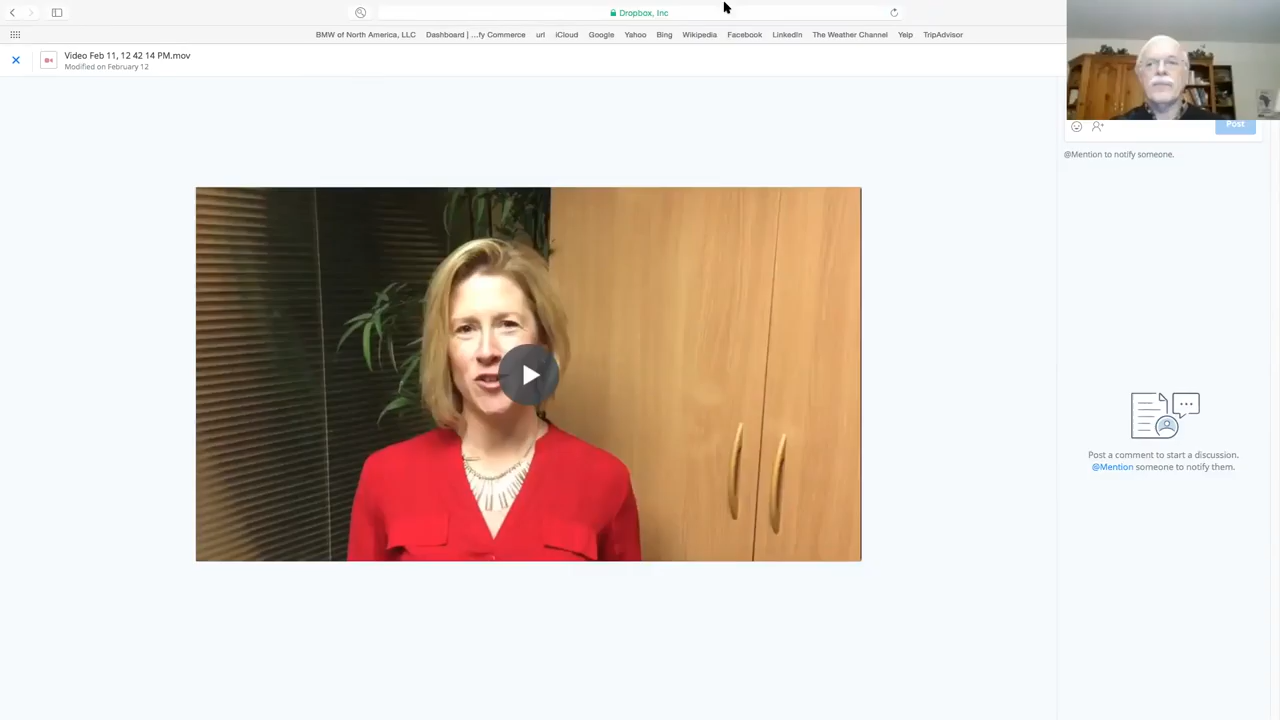 Dropbox, Inc
BMW of North America, LLC Dashboard | ...fy Commerce url iCloud Google Yahoo Bing Wikipedia Facebook LinkedIn The Weather Channel Yelp TripAdvisor
Video Feb 11, 12 42 14 PM.mov
Modified on February 12
Post
@Mention to notify someone.
Post a comment to start a discussion.
@Mention someone to notify them.